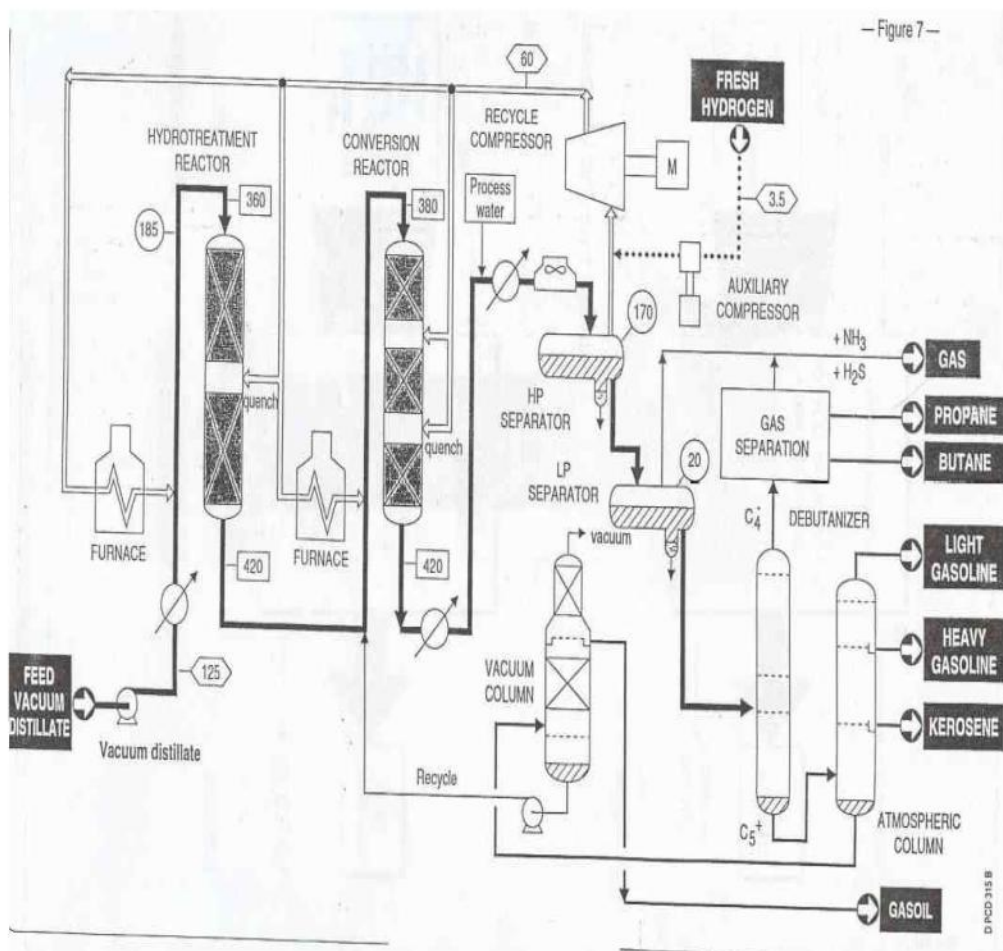 — Figure 7 —
60
FRESH
HYDROGEN
RECYCLE
COMPRESSOR
HYDROTREATMENT
REACTOR
CONVERSION
REACTOR
M
Process
water
360
380
3.5
185
AUXILIARY
COMPRESSOR
170
+ NH₃
GAS
+ H₂S
quench
HP
SEPARATOR
GAS
SEPARATION
PROPANE
quench
LP
SEPARATOR
20
BUTANE
C₄⁻
DEBUTANIZER
vacuum
FURNACE
FURNACE
420
420
LIGHT
GASOLINE
VACUUM
COLUMN
HEAVY
GASOLINE
FEED
VACUUM
DISTILLATE
125
KEROSENE
Vacuum distillate
Recycle
C₅⁺
ATMOSPHERIC
COLUMN
GASOIL
D PCD 315 B